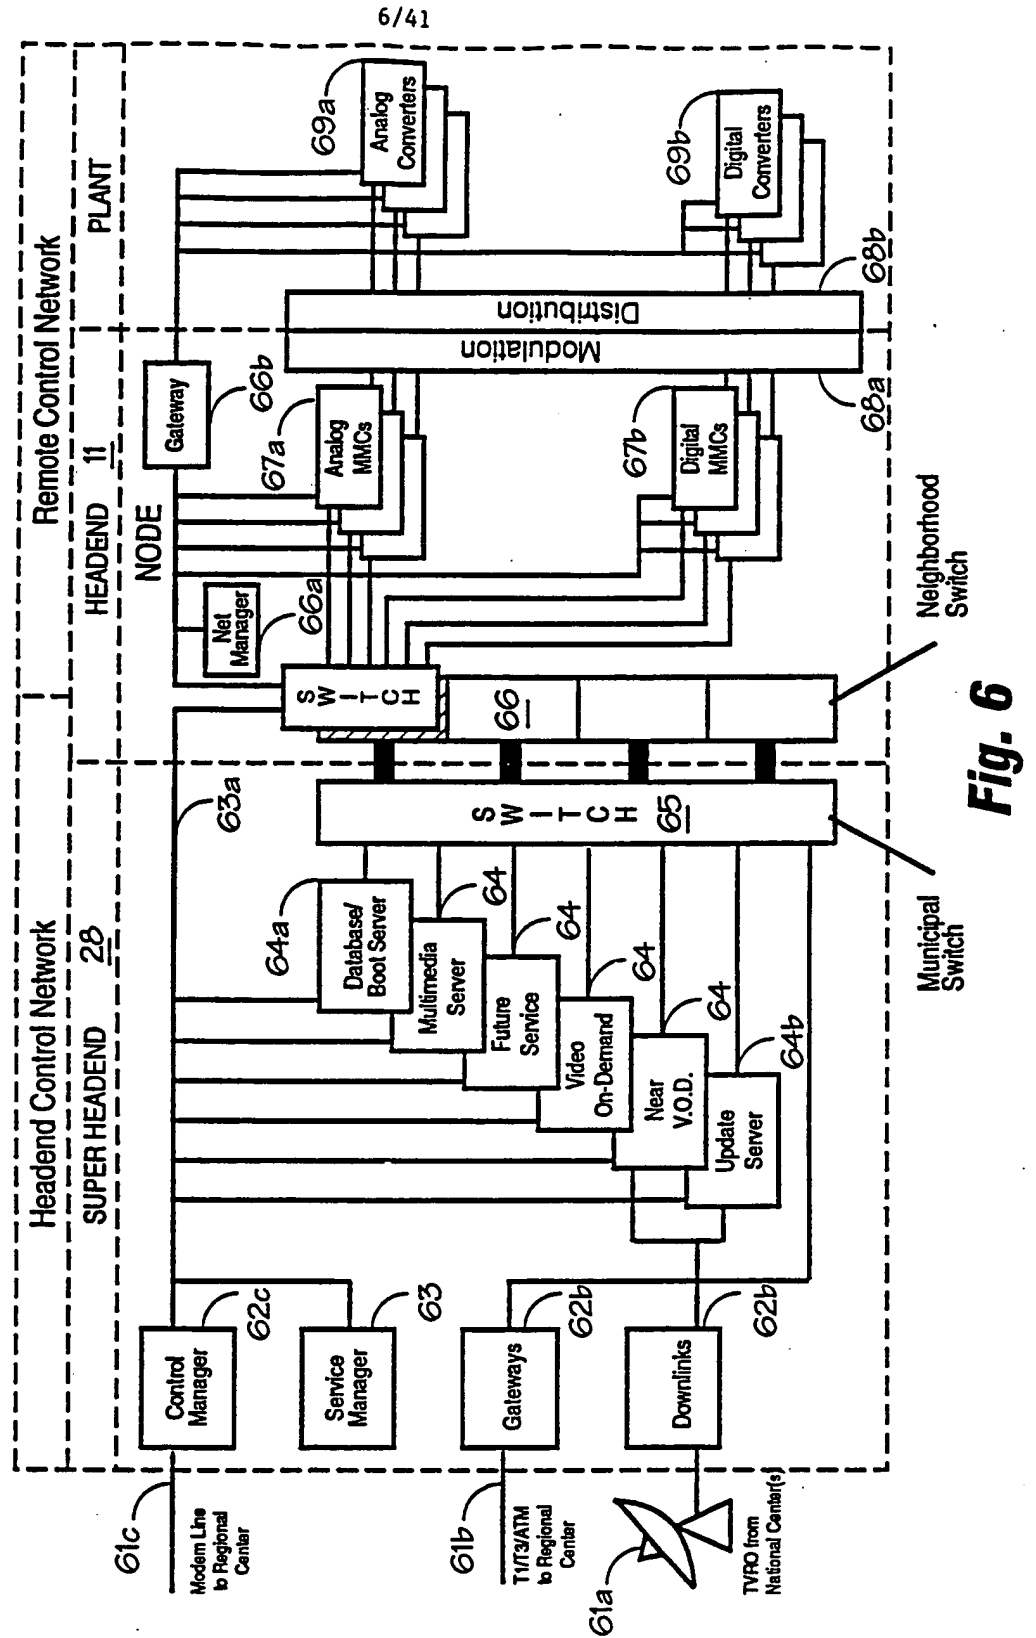 6/41
Headend Control Network
Remote Control Network
SUPER HEADEND
28
HEADEND
11
PLANT
NODE
61c
Modem Line
to Regional
Center
Control
Manager
62c
63a
Service
Manager
63
61b
T1/T3/ATM
to Regional
Center
Gateways
62b
61a
TVRO from
National Center(s)
Downlinks
62b
64a
Database/
Boot Server
Multimedia
Server
64
Future
Service
64
Video
On-Demand
64
Near
V.O.D.
64
Update
Server
64b
SWITCH
65
Municipal
Switch
SWITCH
66
Neighborhood
Switch
Net
Manager
66a
Gateway
66b
67a
Analog
MMCs
67b
Digital
MMCs
Modulation
68a
Distribution
68b
69a
Analog
Converters
69b
Digital
Converters
Fig. 6